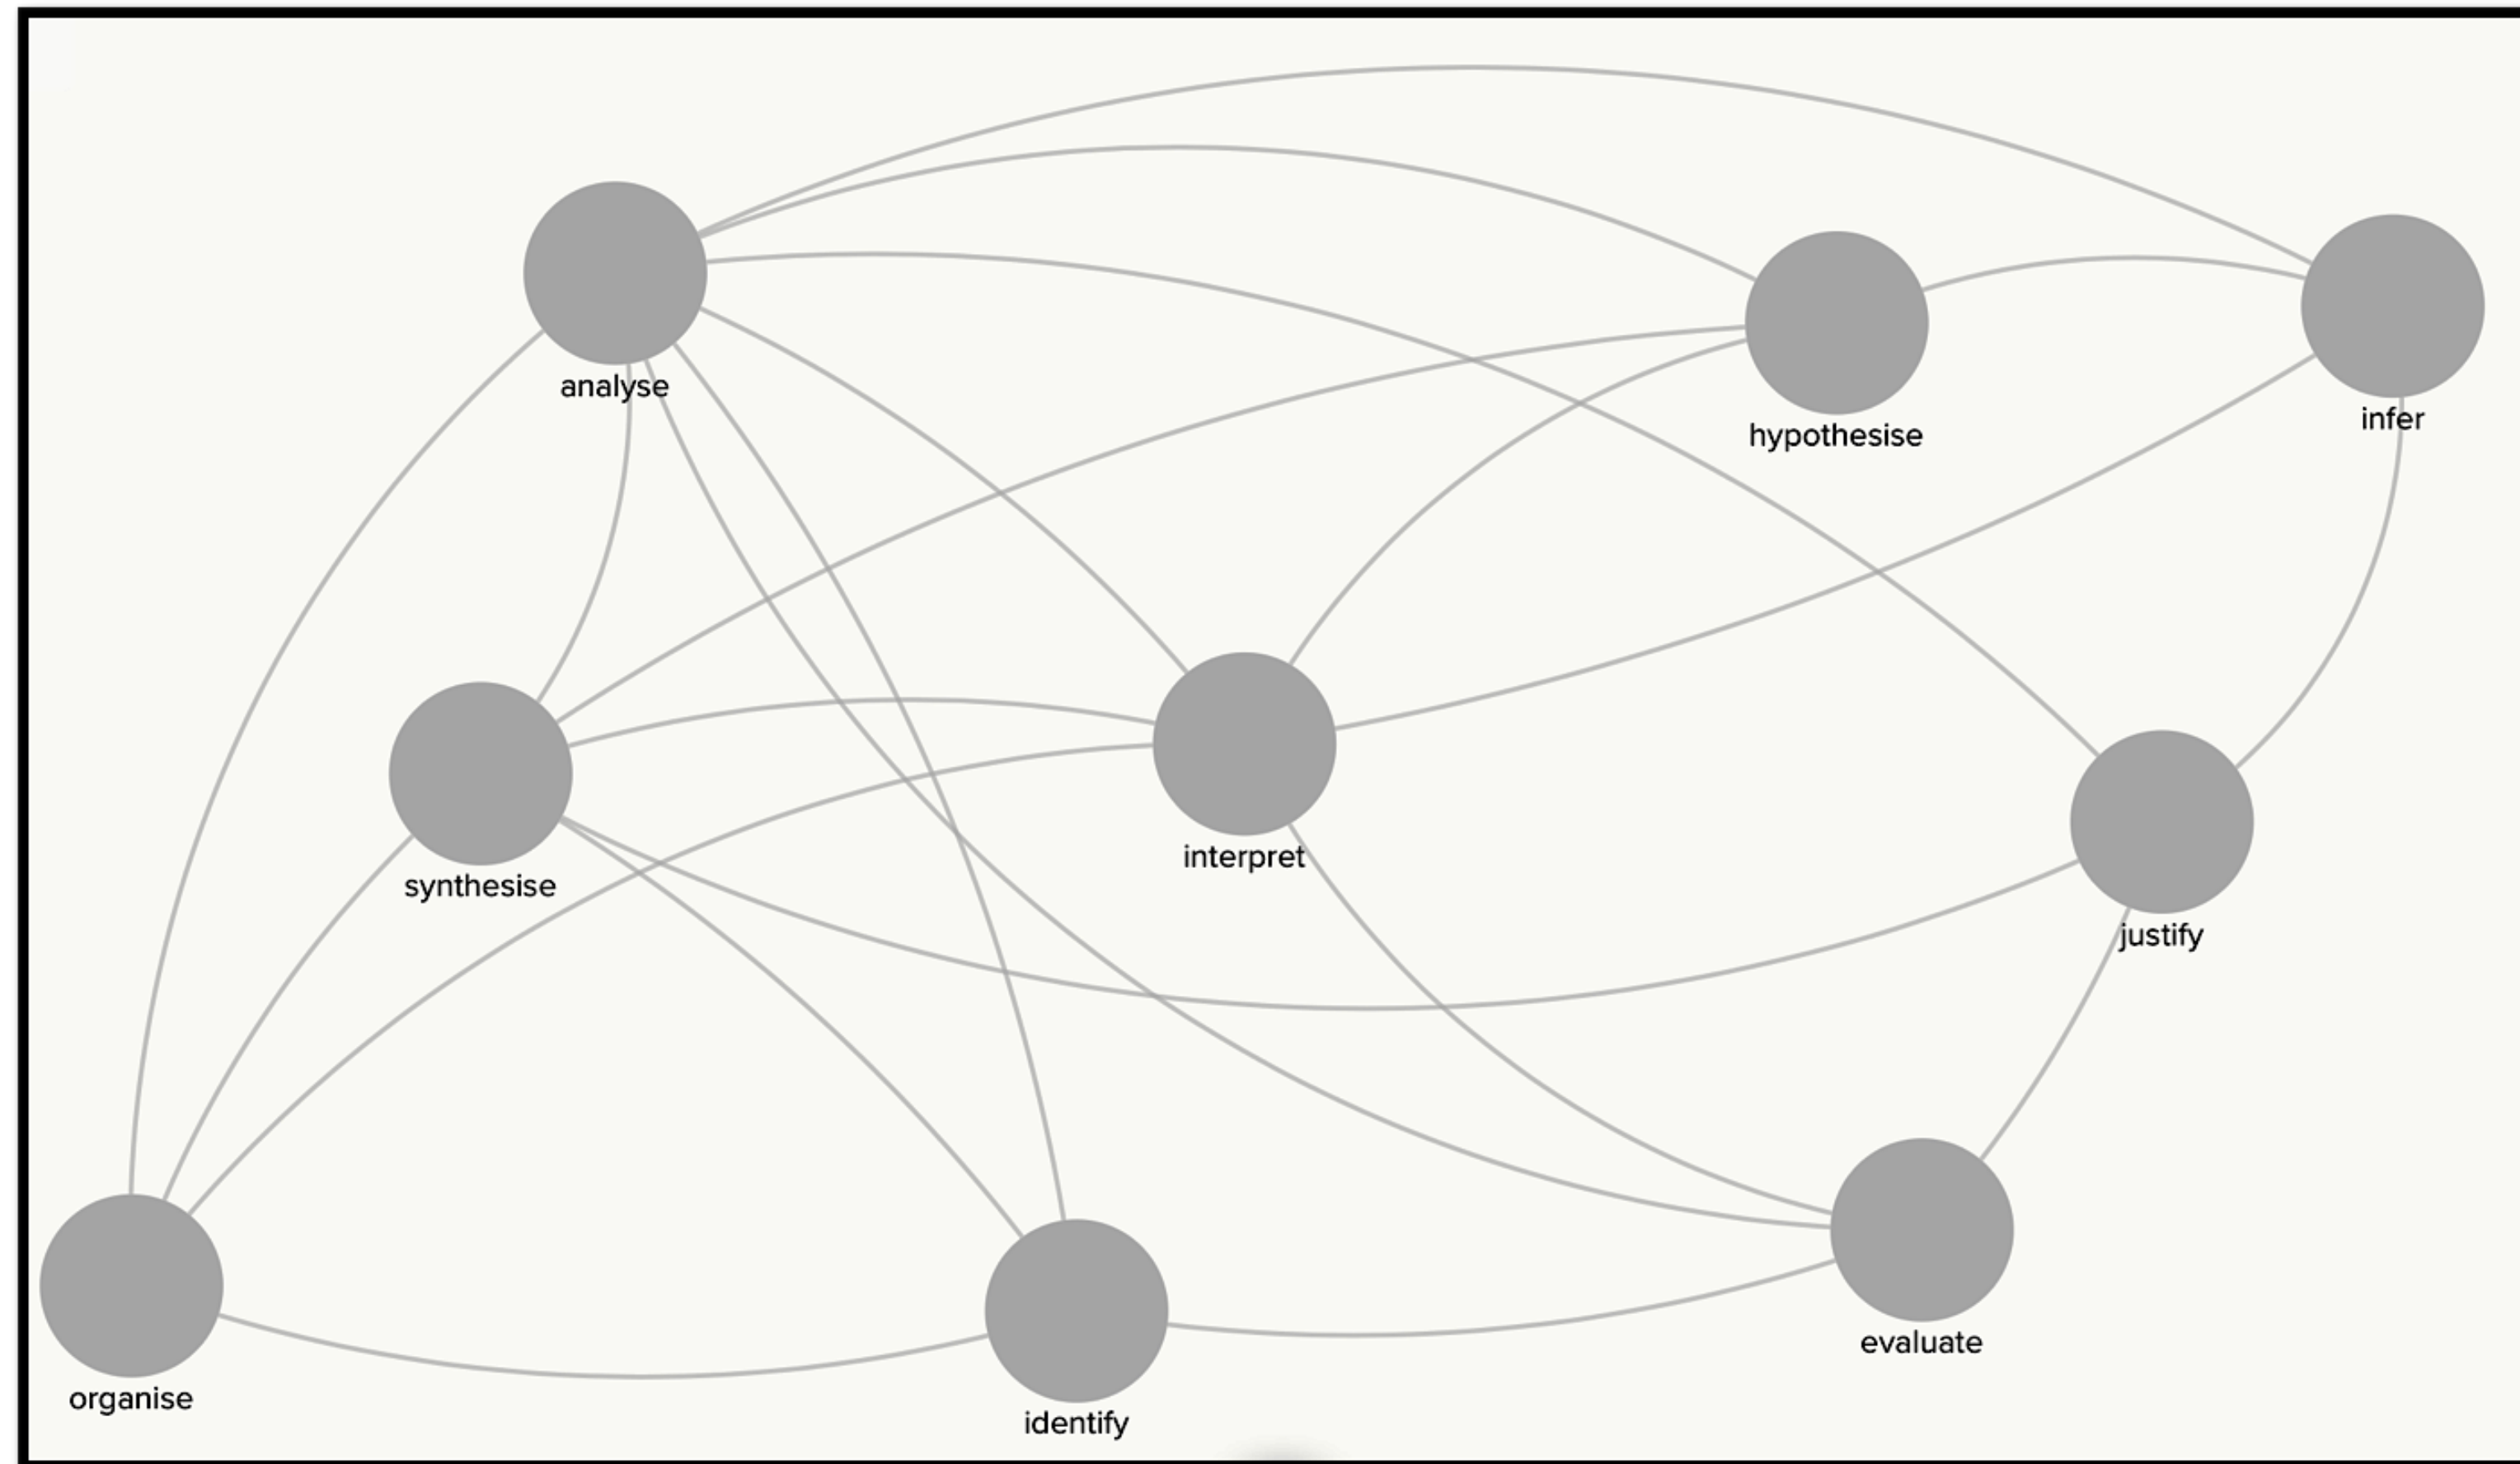 analyse
hypothesise
infer
synthesise
interpret
justify
organise
identify
evaluate